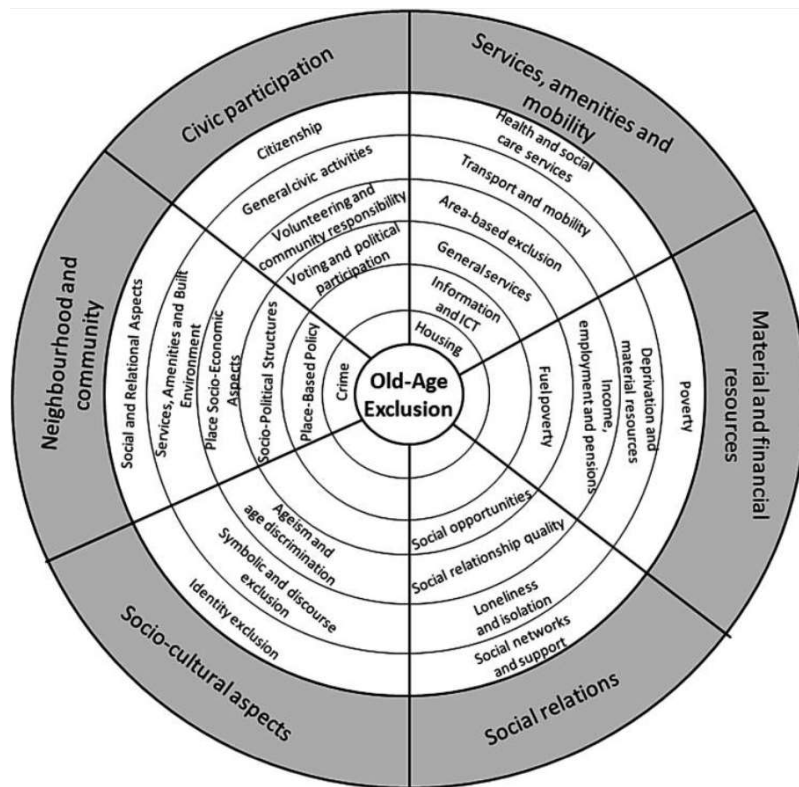 Old-Age
Exclusion
Civic participation
Citizenship
General civic activities
Volunteering and
community responsibility
Voting and political
participation
Services, amenities and
mobility
Health and social
care services
Transport and mobility
Area-based exclusion
General services
Information
and ICT
Housing
Material and financial
resources
Poverty
Deprivation and
material resources
Income,
employment and pensions
Fuel poverty
Social relations
Social networks
and support
Loneliness
and isolation
Social relationship quality
Social opportunities
Socio-cultural aspects
Identity exclusion
Symbolic and discourse
exclusion
Ageism and
age discrimination
Neighbourhood and
community
Social and Relational Aspects
Services, Amenities and Built
Environment
Place Socio-Economic
Aspects
Socio-Political Structures
Place-Based Policy
Crime